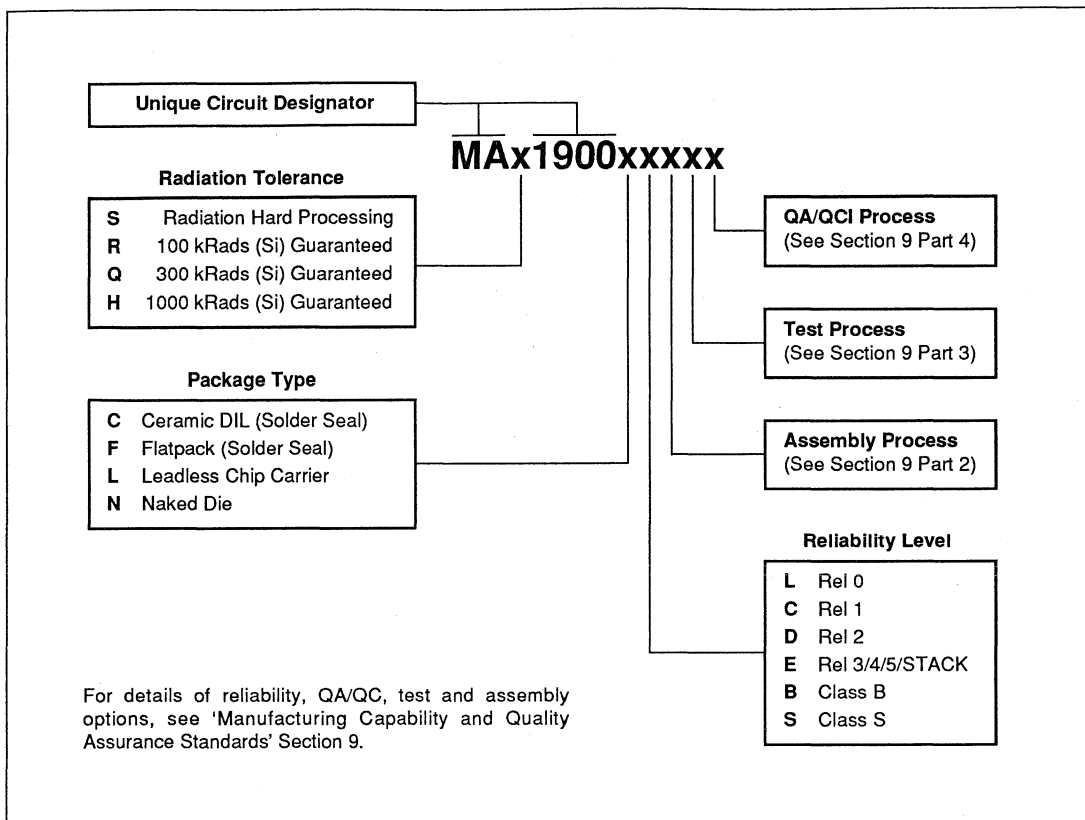 Unique Circuit Designator
MAx1900xxxxx
Radiation Tolerance
S Radiation Hard Processing
R 100 kRads (Si) Guaranteed
Q 300 kRads (Si) Guaranteed
H 1000 kRads (Si) Guaranteed
Package Type
C Ceramic DIL (Solder Seal)
F Flatpack (Solder Seal)
L Leadless Chip Carrier
N Naked Die
QA/QCI Process
(See Section 9 Part 4)
Test Process
(See Section 9 Part 3)
Assembly Process
(See Section 9 Part 2)
Reliability Level
L Rel 0
C Rel 1
D Rel 2
E Rel 3/4/5/STACK
B Class B
S Class S
For details of reliability, QA/QC, test and assembly
options, see ‘Manufacturing Capability and Quality
Assurance Standards’ Section 9.